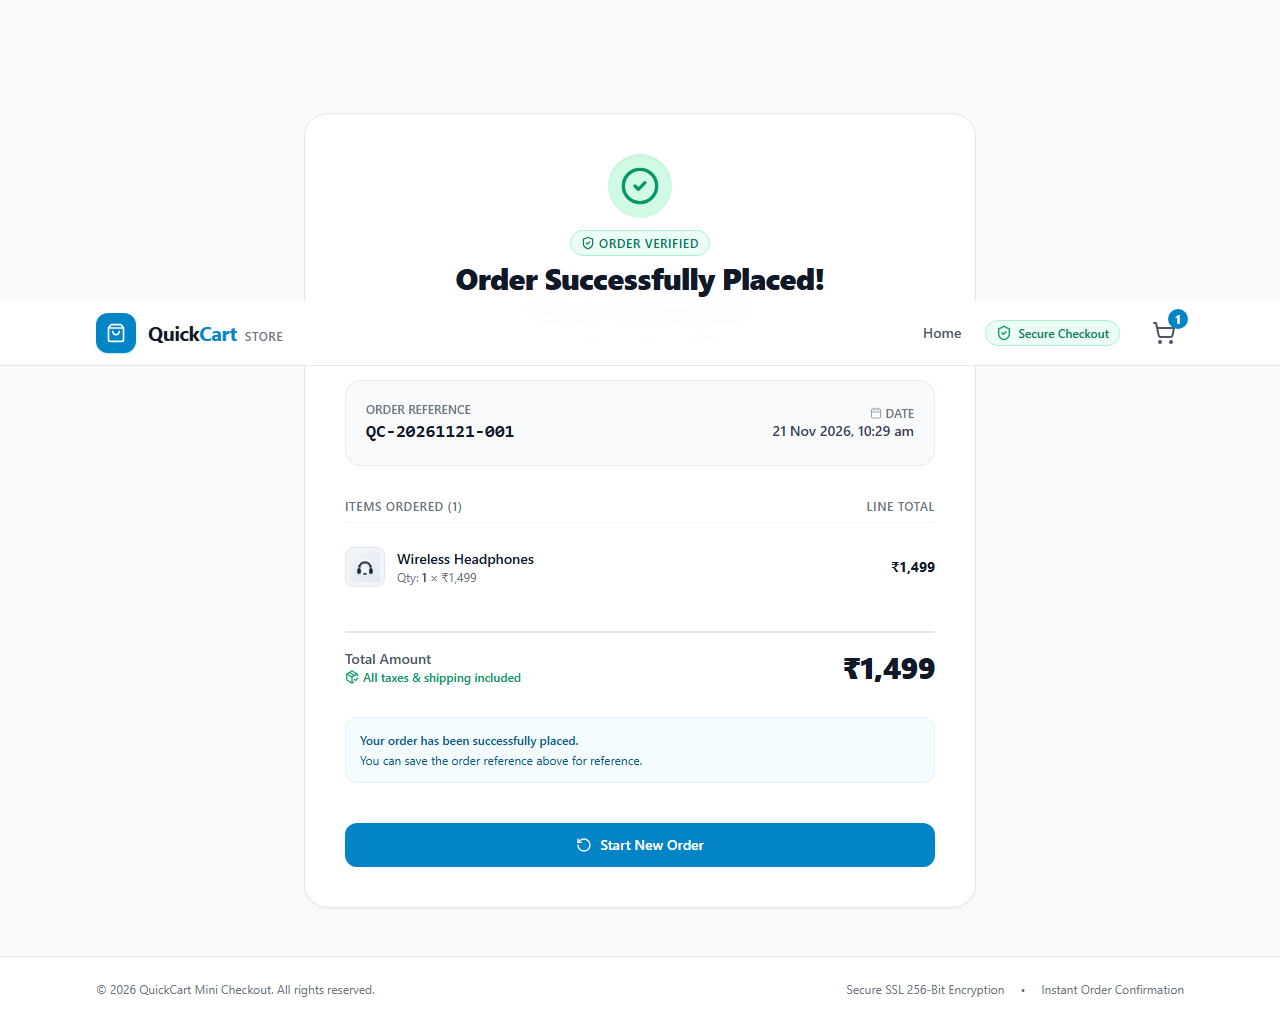 ORDER VERIFIED
Order Successfully Placed!
QuickCart STORE
Home
Secure Checkout
1
ORDER REFERENCE
DATE
QC-20261121-001
21 Nov 2026, 10:29 am
ITEMS ORDERED (1)
LINE TOTAL
Wireless Headphones
Qty: 1 × ₹1,499
₹1,499
Total Amount
All taxes & shipping included
₹1,499
Your order has been successfully placed.
You can save the order reference above for reference.
Start New Order
© 2026 QuickCart Mini Checkout. All rights reserved.
Secure SSL 256-Bit Encryption • Instant Order Confirmation